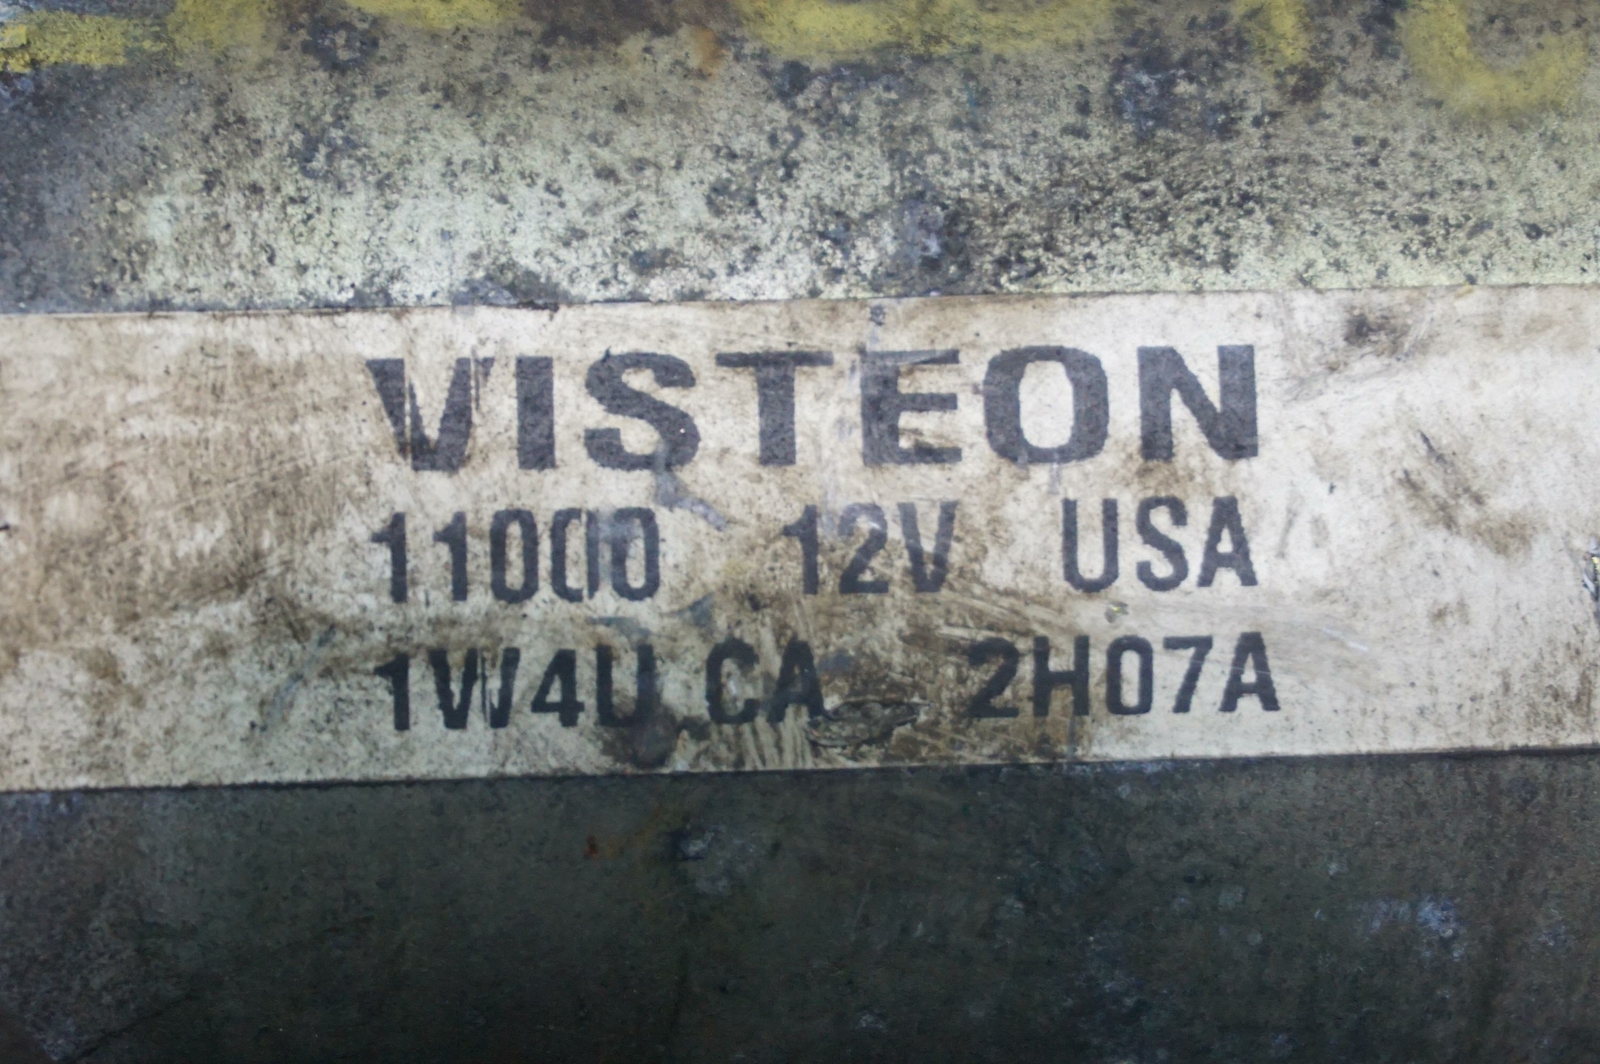 VISTEON
11000 12V USA
1W4U CA 2H07A